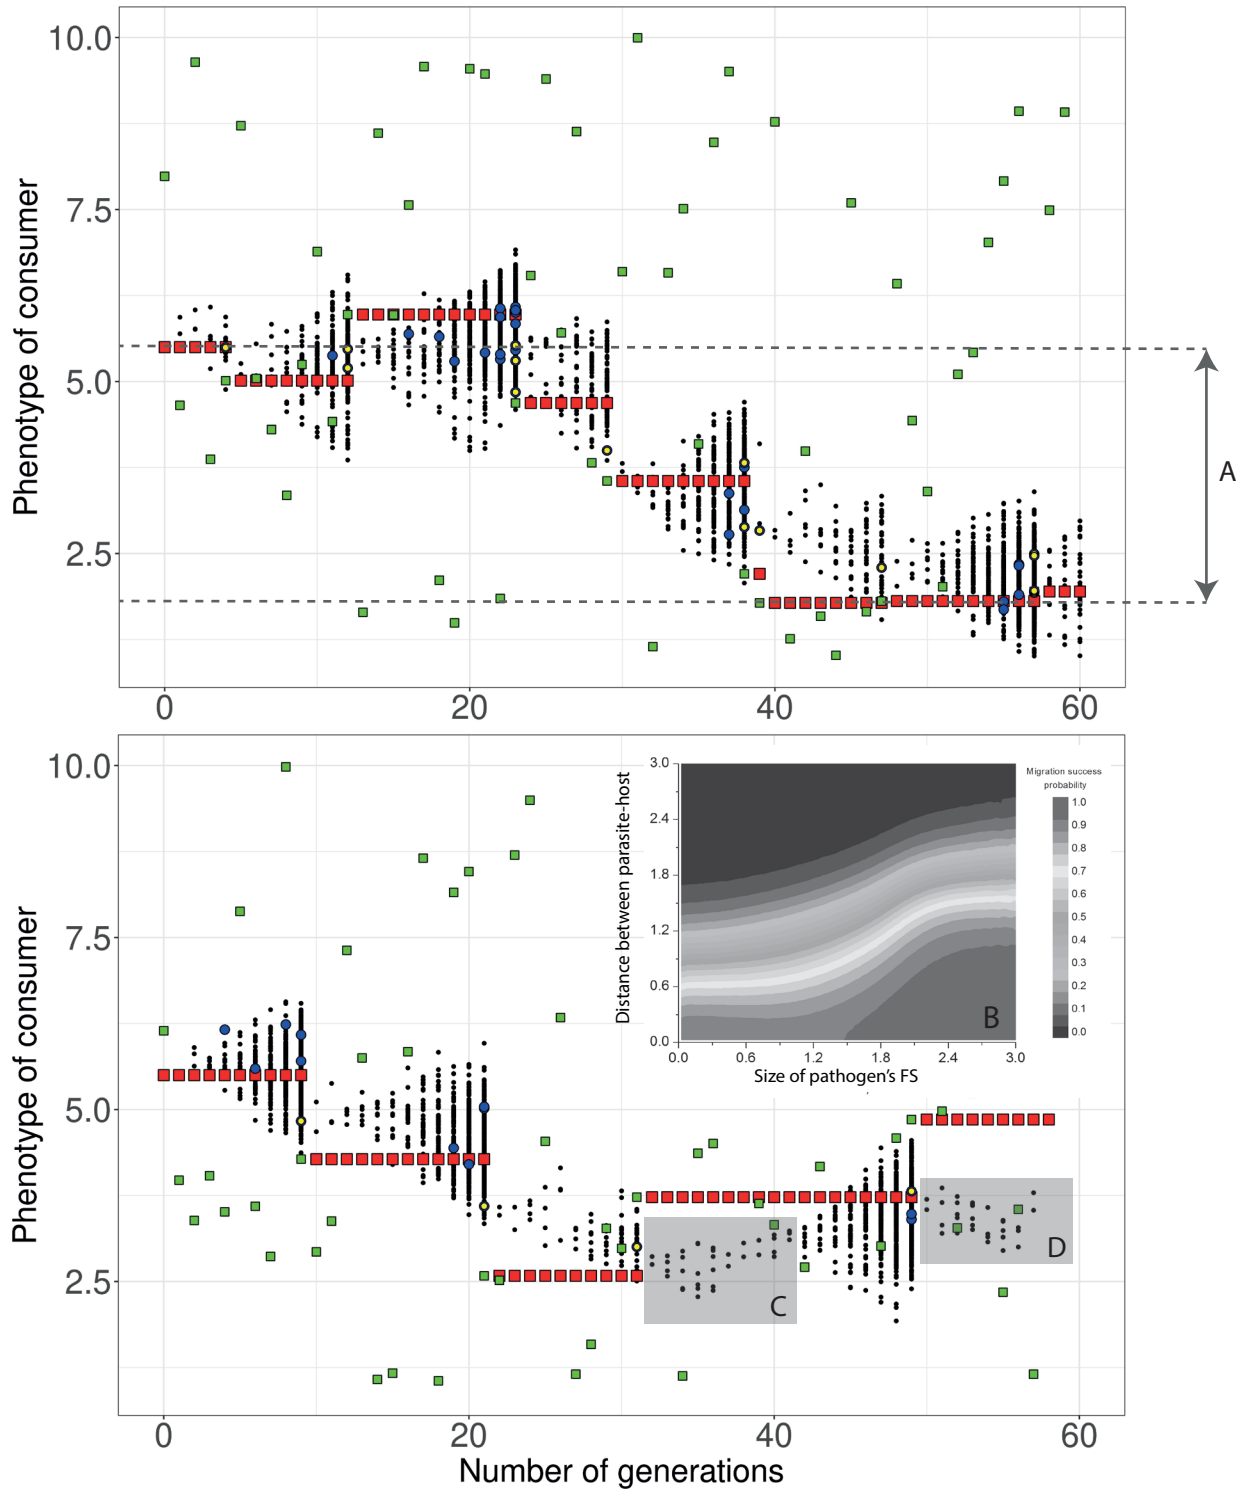 10.0
7.5
5.0
2.5
Phenotype of consumer
A
0 20 40 60
10.0
7.5
5.0
2.5
Phenotype of consumer
3.0
2.4
1.8
1.2
0.6
0.0
Distance between parasite-host
0.0 0.6 1.2 1.8 2.4 3.0
Size of pathogen's FS
B
Migration success
probability
1.0
0.9
0.8
0.7
0.6
0.5
0.4
0.3
0.2
0.1
0.0
C
D
0 20 40 60
Number of generations